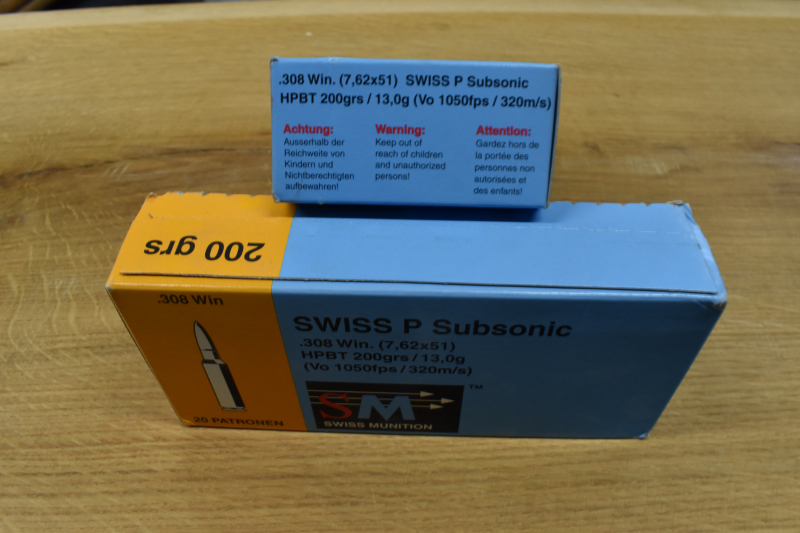 .308 Win. (7,62x51) SWISS P Subsonic
HPBT 200grs / 13,0g (Vo 1050fps / 320m/s)
Achtung:
Ausserhalb der
Reichweite von
Kindern und
Nichtberechtigten
aufbewahren!
Warning:
Keep out of
reach of children
and unauthorized
persons!
Attention:
Gardez hors de
la portée des
personnes non
autorisées et
des enfants!
200 grs
.308 Win
20 PATRONEN
SWISS P Subsonic
.308 Win. (7,62x51)
HPBT 200grs / 13,0g
(Vo 1050fps / 320m/s)
SM ™
SWISS MUNITION